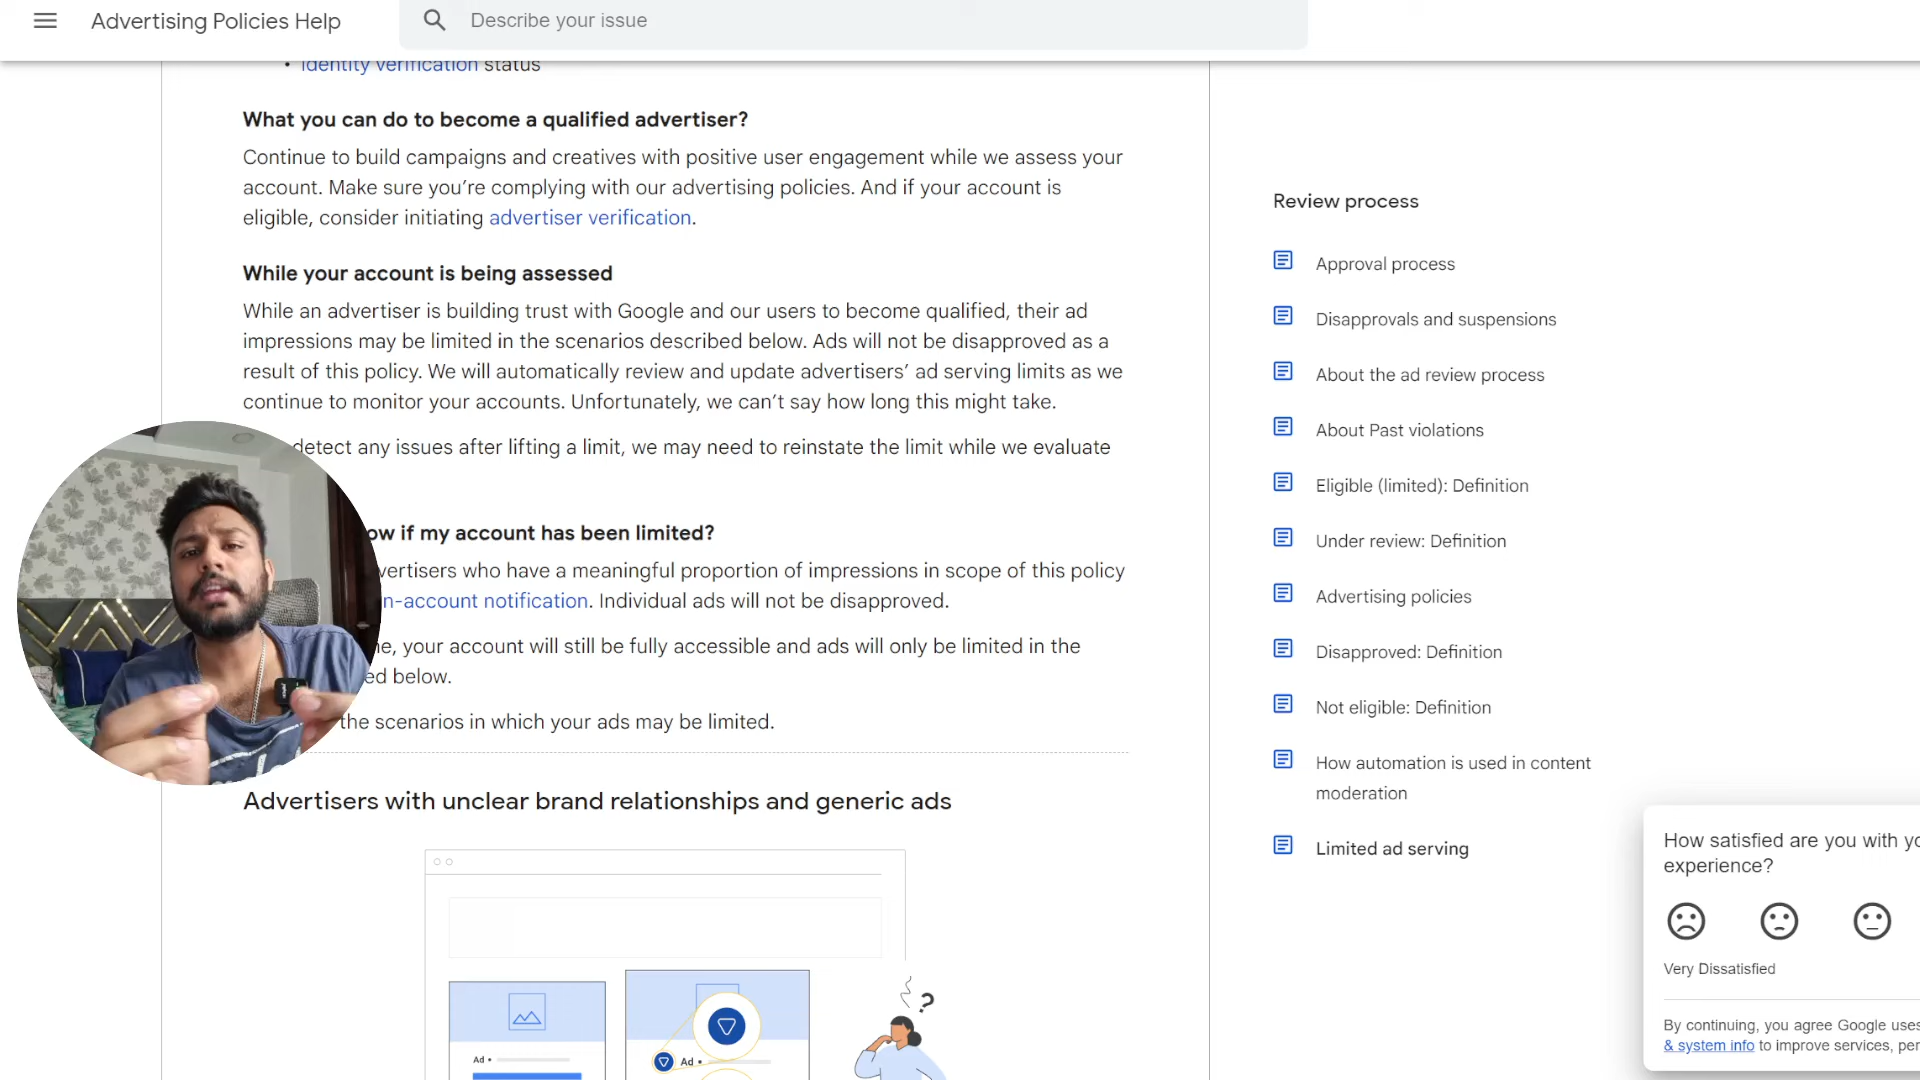 Advertising Policies Help
Describe your issue
• Identity verification status
What you can do to become a qualified advertiser?
Continue to build campaigns and creatives with positive user engagement while we assess your
account. Make sure you’re complying with our advertising policies. And if your account is
eligible, consider initiating advertiser verification.
While your account is being assessed
While an advertiser is building trust with Google and our users to become qualified, their ad
impressions may be limited in the scenarios described below. Ads will not be disapproved as a
result of this policy. We will automatically review and update advertisers’ ad serving limits as we
continue to monitor your accounts. Unfortunately, we can’t say how long this might take.
detect any issues after lifting a limit, we may need to reinstate the limit while we evaluate
if my account has been limited?
who have a meaningful proportion of impressions in scope of this policy
n-account notification. Individual ads will not be disapproved.
your account will still be fully accessible and ads will only be limited in the
below.
the scenarios in which your ads may be limited.
Advertisers with unclear brand relationships and generic ads
Ad •
Ad •
?
Review process
Approval process
Disapprovals and suspensions
About the ad review process
About Past violations
Eligible (limited): Definition
Under review: Definition
Advertising policies
Disapproved: Definition
Not eligible: Definition
How automation is used in content
moderation
Limited ad serving
How satisfied are you with yo
experience?
Very Dissatisfied
By continuing, you agree Google uses
& system info to improve services, per